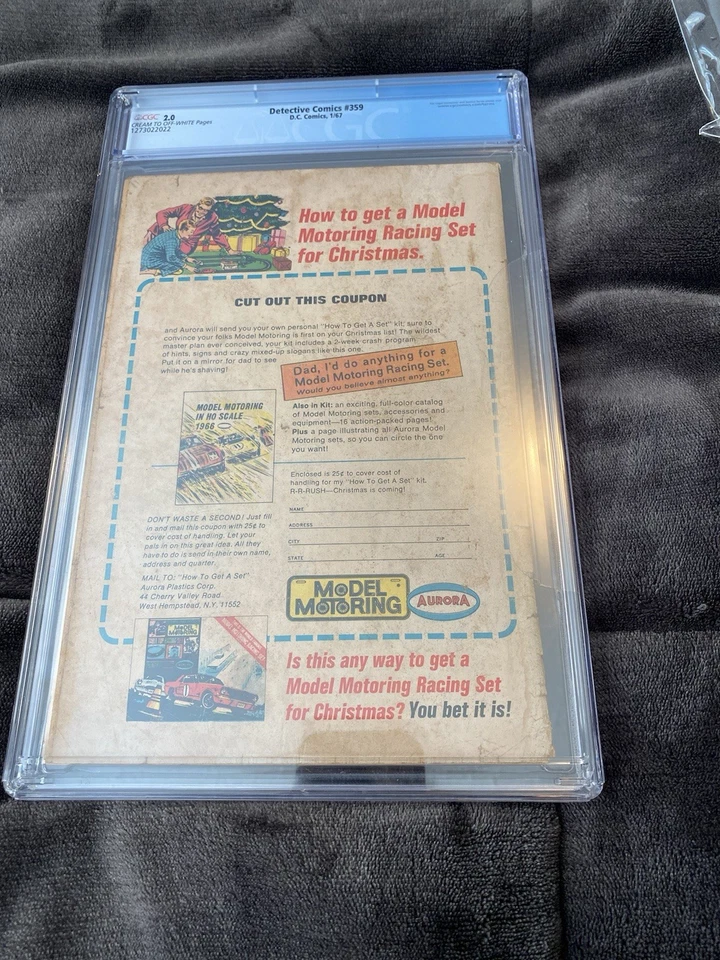 CGC 2.0
CREAM TO OFF-WHITE Pages
1273022022
Detective Comics #359
D.C. Comics, 1/67
How to get a Model
Motoring Racing Set
for Christmas.
CUT OUT THIS COUPON
and Aurora will send you your own personal "How To Get A Set" kit, sure to
convince your folks Model Motoring is first on your Christmas list! The wildest
master plan ever conceived, your kit includes a 2-week crash program
of hints, signs and crazy mixed-up slogans like this one.
Put it on a mirror for dad to see
while he's shaving!
Dad, I'd do anything for a
Model Motoring Racing Set.
Would you believe almost anything?
MODEL MOTORING
IN HO SCALE
1966
Also in Kit: an exciting, full-color catalog
of Model Motoring sets, accessories and
equipment—16 action-packed pages!
Plus a page illustrating all Aurora Model
Motoring sets, so you can circle the one
you want!
Enclosed is 25¢ to cover cost of
handling for my "How To Get A Set" kit.
R-R-RUSH—Christmas is coming!
NAME
ADDRESS
CITY ZIP
STATE AGE
DON'T WASTE A SECOND! Just fill
in and mail this coupon with 25¢ to
cover cost of handling. Let your
pals in on this great idea. All they
have to do is send in their own name,
address and quarter.
MAIL TO: "How To Get A Set"
Aurora Plastics Corp.
44 Cherry Valley Road
West Hempstead, N.Y. 11552
MODEL
MOTORING
AURORA
MODEL
MOTORING
Is this any way to get a
Model Motoring Racing Set
for Christmas? You bet it is!